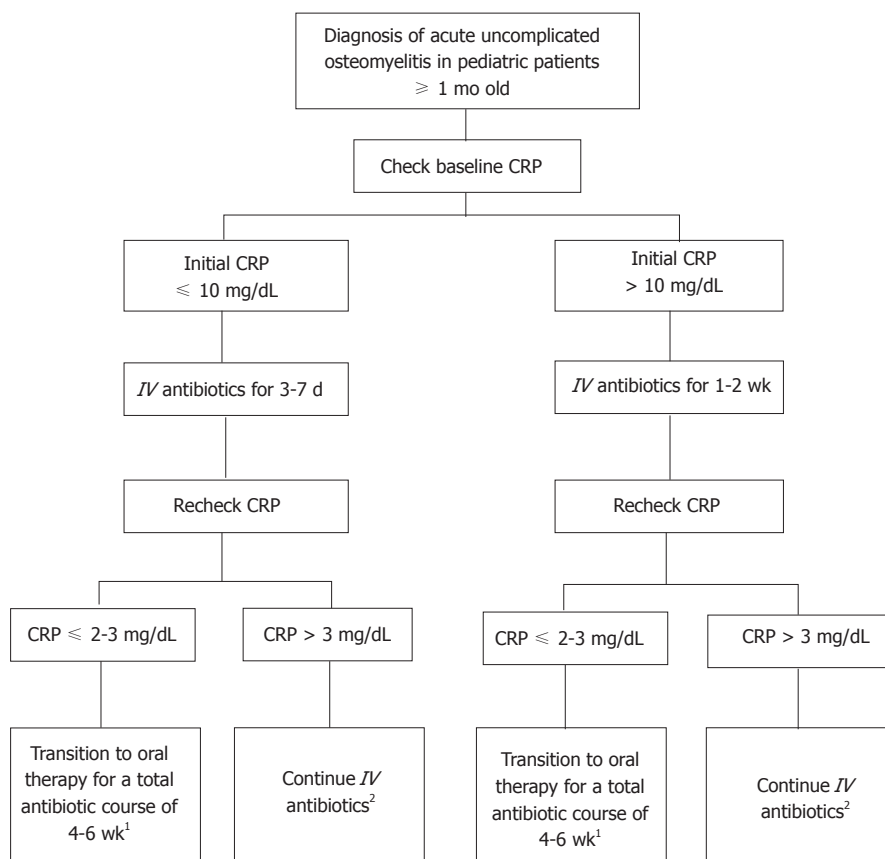 Diagnosis of acute uncomplicated
osteomyelitis in pediatric patients
≥ 1 mo old
Check baseline CRP
Initial CRP
≤ 10 mg/dL
Initial CRP
> 10 mg/dL
IV antibiotics for 3-7 d
IV antibiotics for 1-2 wk
Recheck CRP
Recheck CRP
CRP ≤ 2-3 mg/dL
CRP > 3 mg/dL
CRP ≤ 2-3 mg/dL
CRP > 3 mg/dL
Transition to oral
therapy for a total
antibiotic course of
4-6 wk¹
Continue IV
antibiotics²
Transition to oral
therapy for a total
antibiotic course of
4-6 wk¹
Continue IV
antibiotics²